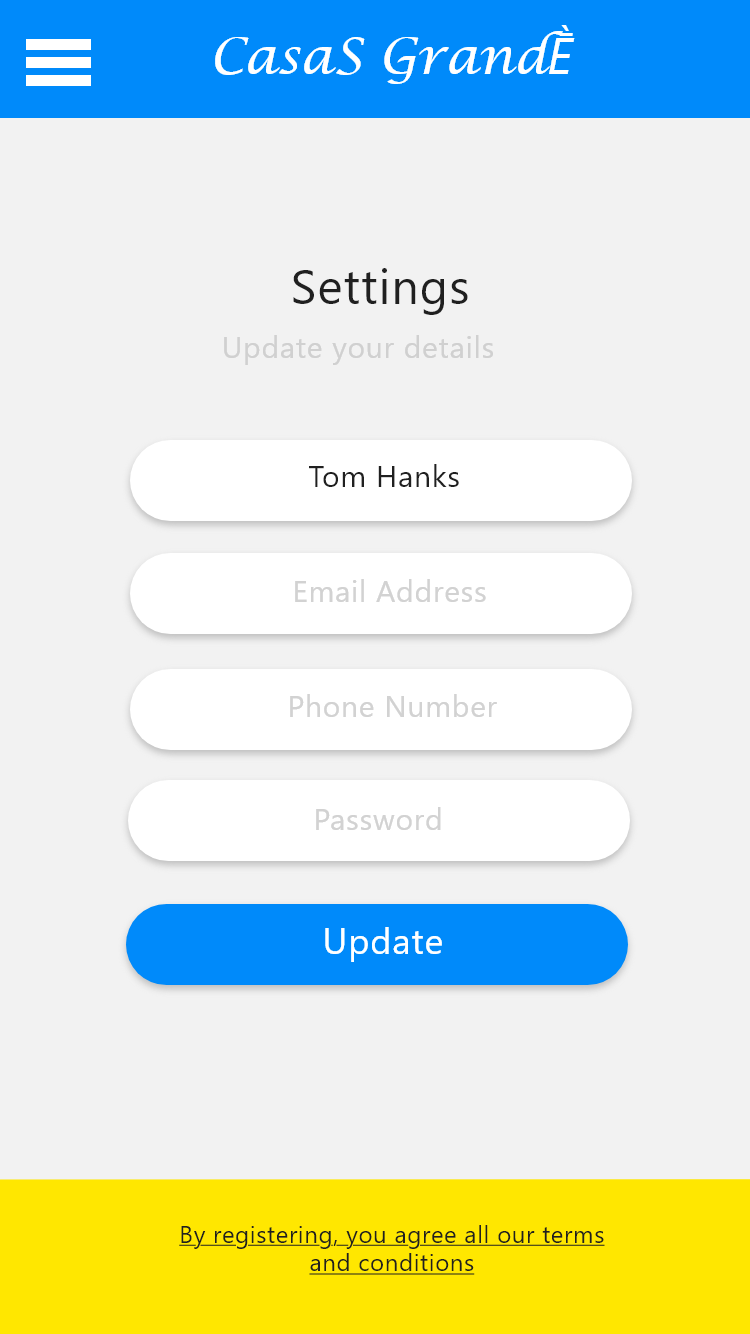 CasaS GrandḔ
Settings
Update your details
Tom Hanks
Email Address
Phone Number
Password
Update
By registering, you agree all our terms
and conditions